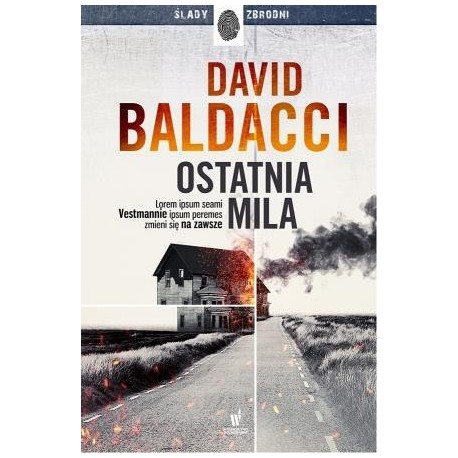 ŚLADY ZBRODNI
DAVID
BALDACCI
OSTATNIA
MILA
Lorem ipsum seami
Vestmannie ipsum peremes
zmieni się na zawsze